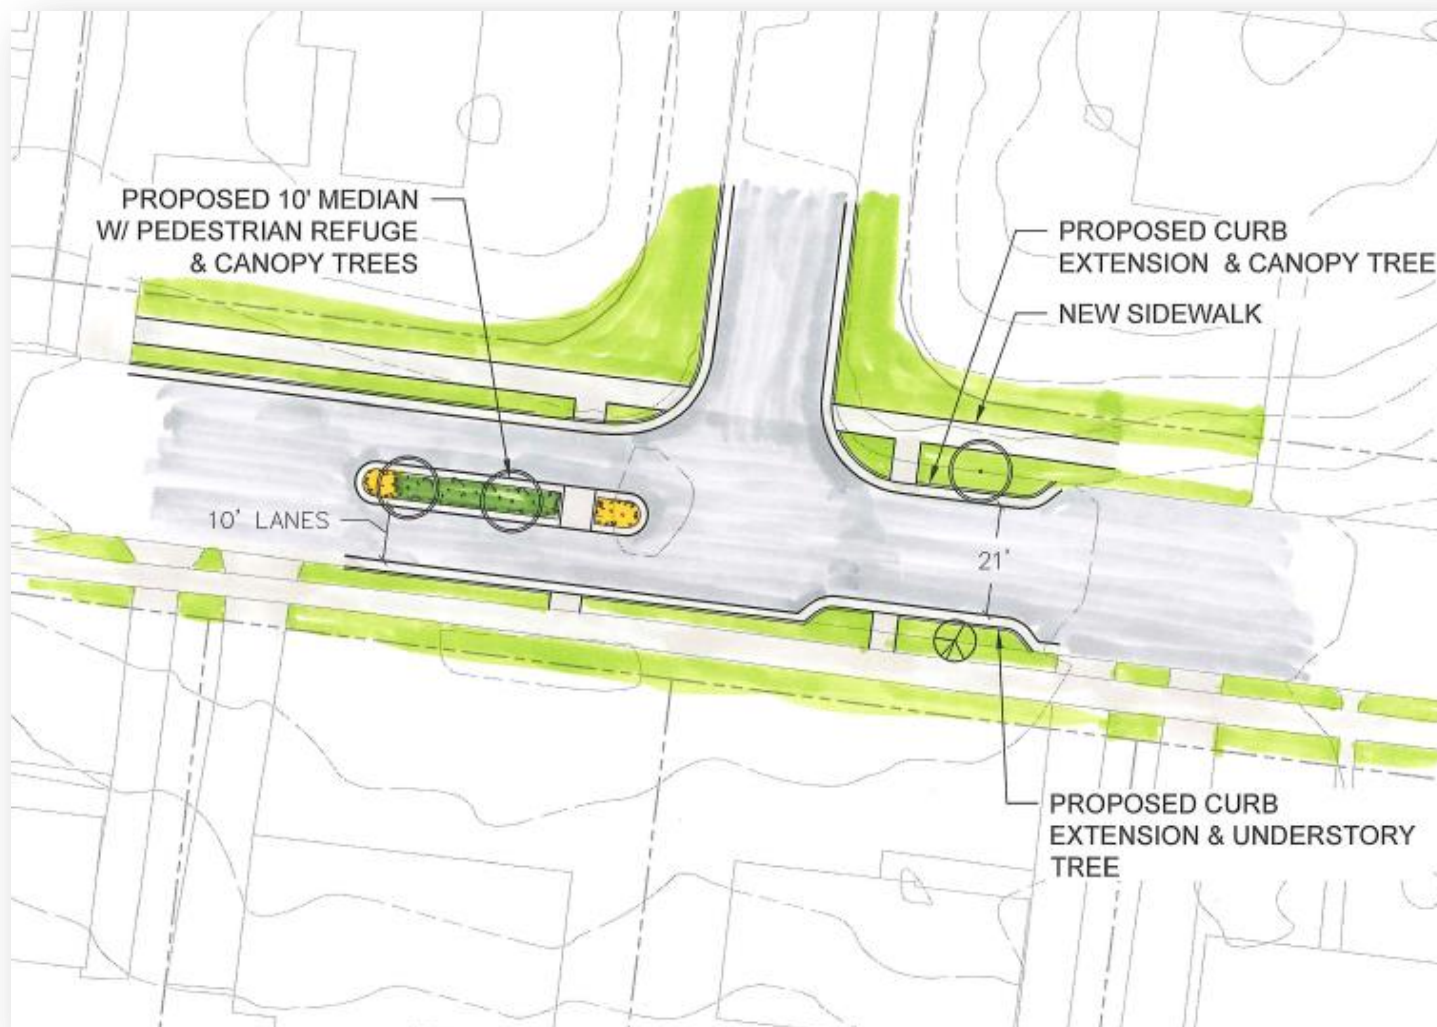 PROPOSED 10' MEDIAN
W/ PEDESTRIAN REFUGE
& CANOPY TREES
PROPOSED CURB
EXTENSION & CANOPY TREE
NEW SIDEWALK
10' LANES
21'
PROPOSED CURB
EXTENSION & UNDERSTORY
TREE